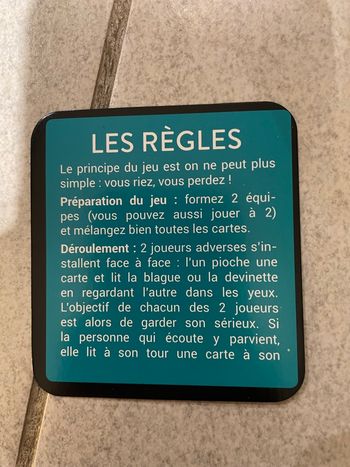 LES RÈGLES
Le principe du jeu est on ne peut plus
simple : vous riez, vous perdez !
Préparation du jeu : formez 2 équi-
pes (vous pouvez aussi jouer à 2)
et mélangez bien toutes les cartes.
Déroulement : 2 joueurs adverses s'in-
stallent face à face : l'un pioche une
carte et lit la blague ou la devinette
en regardant l'autre dans les yeux.
L'objectif de chacun des 2 joueurs
est alors de garder son sérieux. Si
la personne qui écoute y parvient,
elle lit à son tour une carte à son